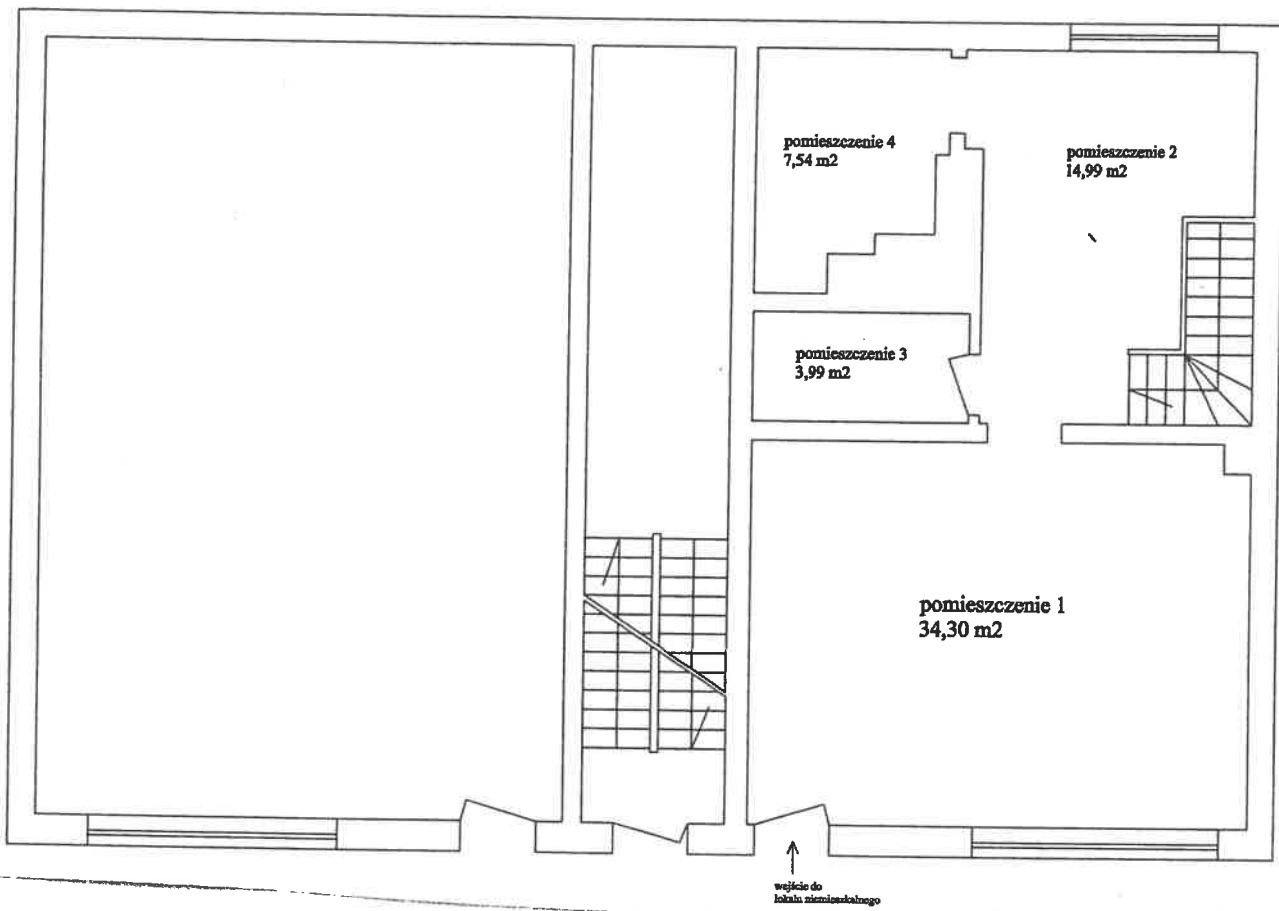 pomieszczenie 4
7,54 m2
pomieszczenie 2
14,99 m2
pomieszczenie 3
3,99 m2
pomieszczenie 1
34,30 m2
wejście do
lokalu niemieszkalnego